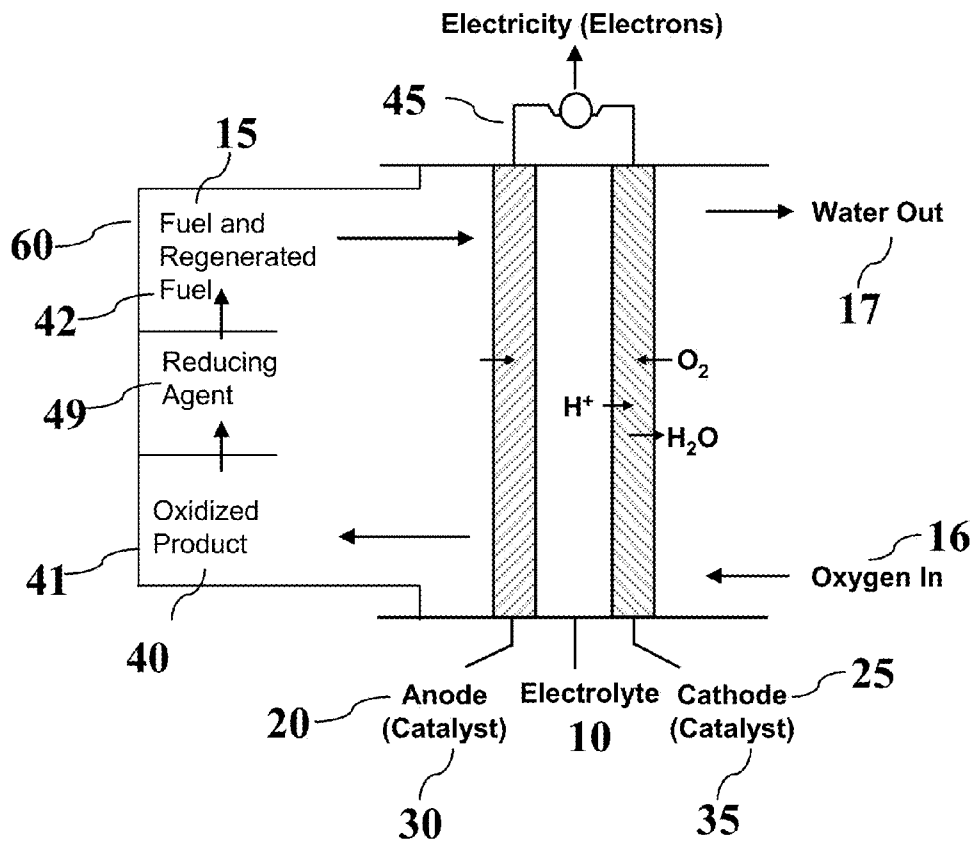 Electricity (Electrons)
45
15
Fuel and
Regenerated
Fuel
60
42
Water Out
17
Reducing
Agent
49
O₂
H⁺
H₂O
Oxidized
Product
41
40
16
Oxygen In
Anode
(Catalyst)
20
30
Electrolyte
10
Cathode
(Catalyst)
25
35